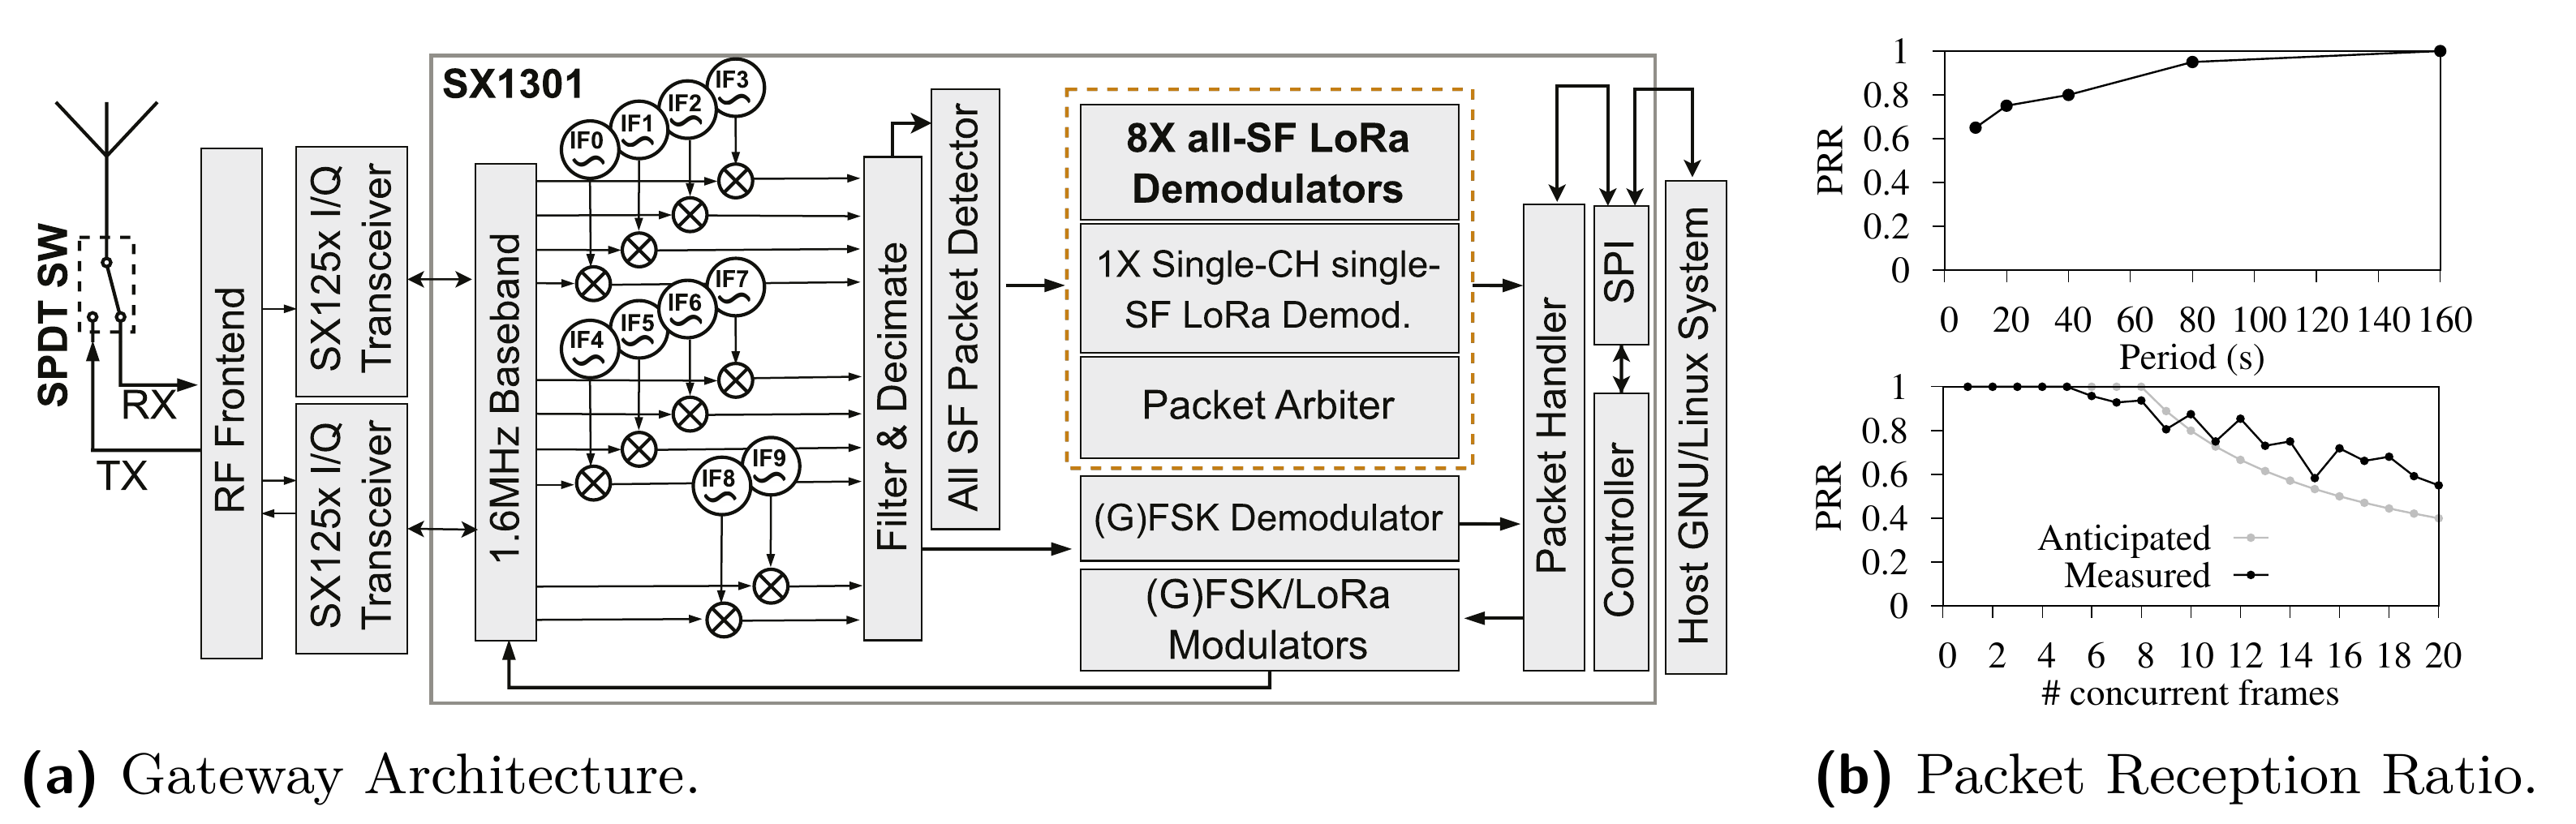 SX1301
IF0
IF1
IF2
IF3
IF4
IF5
IF6
IF7
IF8
IF9
SPDT SW
RX
TX
RF Frontend
SX125x I/Q
Transceiver
SX125x I/Q
Transceiver
1.6MHz Baseband
Filter & Decimate
All SF Packet Detector
8X all-SF LoRa
Demodulators
1X Single-CH single-
SF LoRa Demod.
Packet Arbiter
(G)FSK Demodulator
(G)FSK/LoRa
Modulators
Packet Handler
SPI
Controller
Host GNU/Linux System
(a) Gateway Architecture.
PRR
1
0.8
0.6
0.4
0.2
0
0 20 40 60 80 100 120 140 160
Period (s)
PRR
1
0.8
0.6
0.4
0.2
0
Anticipated
Measured
0 2 4 6 8 10 12 14 16 18 20
# concurrent frames
(b) Packet Reception Ratio.